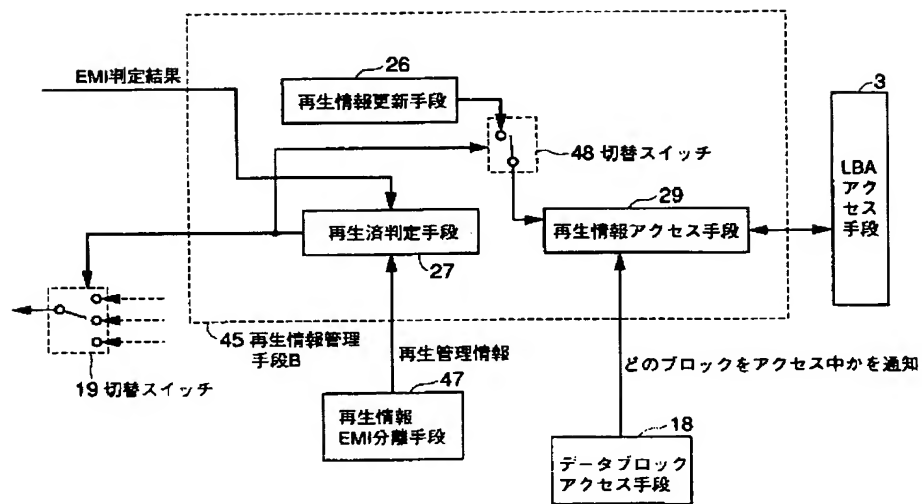 EMI判定結果
26
再生情報更新手段
3
48 切替スイッチ
LBA
アク
セス
手段
29
再生情報アクセス手段
再生済判定手段
27
45 再生情報管理
手段B
19 切替スイッチ
再生管理情報
どのブロックをアクセス中かを通知
47
再生情報
EMI分離手段
18
データブロック
アクセス手段